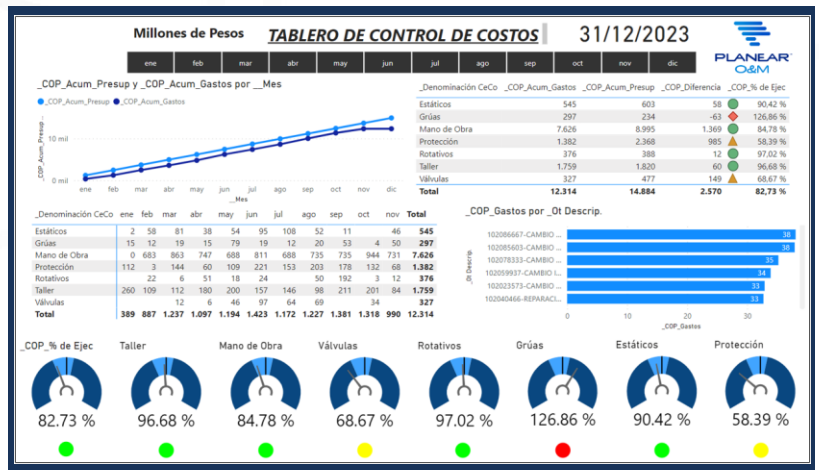 Millones de Pesos TABLERO DE CONTROL DE COSTOS 31/12/2023
PLANEAR
O&M
ene feb mar abr may jun jul ago sep oct nov dic
_COP_Acum_Presup y _COP_Acum_Gastos por __Mes
_COP_Acum_Presup _COP_Acum_Gastos
_COP_Acum_Presup ...
10 mil
0 mil
ene feb mar abr may jun jul ago sep oct nov dic
__Mes
_Denominación CeCo _COP_Acum_Gastos _COP_Acum_Presup _COP_Diferencia _COP_% de Ejec
Estáticos 545 603 58 90,42 %
Grúas 297 234 -63 126,86 %
Mano de Obra 7.626 8.995 1.369 84,78 %
Protección 1.382 2.368 985 58,39 %
Rotativos 376 388 12 97,02 %
Taller 1.759 1.820 60 96,68 %
Válvulas 327 477 149 68,67 %
Total 12.314 14.884 2.570 82,73 %
_Denominación CeCo ene feb mar abr may jun jul ago sep oct nov Total
Estáticos 2 58 81 38 54 95 108 52 11 46 545
Grúas 15 12 19 15 79 19 12 20 53 4 50 297
Mano de Obra 0 683 863 747 688 811 688 735 735 944 731 7.626
Protección 112 3 144 60 109 221 153 203 178 132 68 1.382
Rotativos 22 6 51 18 24 50 192 3 12 376
Taller 260 109 112 180 200 157 146 98 211 201 84 1.759
Válvulas 12 6 46 97 64 69 34 327
Total 389 887 1.237 1.097 1.194 1.423 1.172 1.227 1.381 1.318 990 12.314
_COP_Gastos por _Ot Descrip.
_Ot Descrip.
102086667-CAMBIO ... 38
102085603-CAMBIO ... 38
102078333-CAMBIO ... 35
102059937-CAMBIO I... 34
102023573-CAMBIO ... 33
102040466-REPARACI... 33
0 10 20 30
_COP_Gastos
_COP_% de Ejec Taller Mano de Obra Válvulas Rotativos Grúas Estáticos Protección
82.73 % 96.68 % 84.78 % 68.67 % 97.02 % 126.86 % 90.42 % 58.39 %